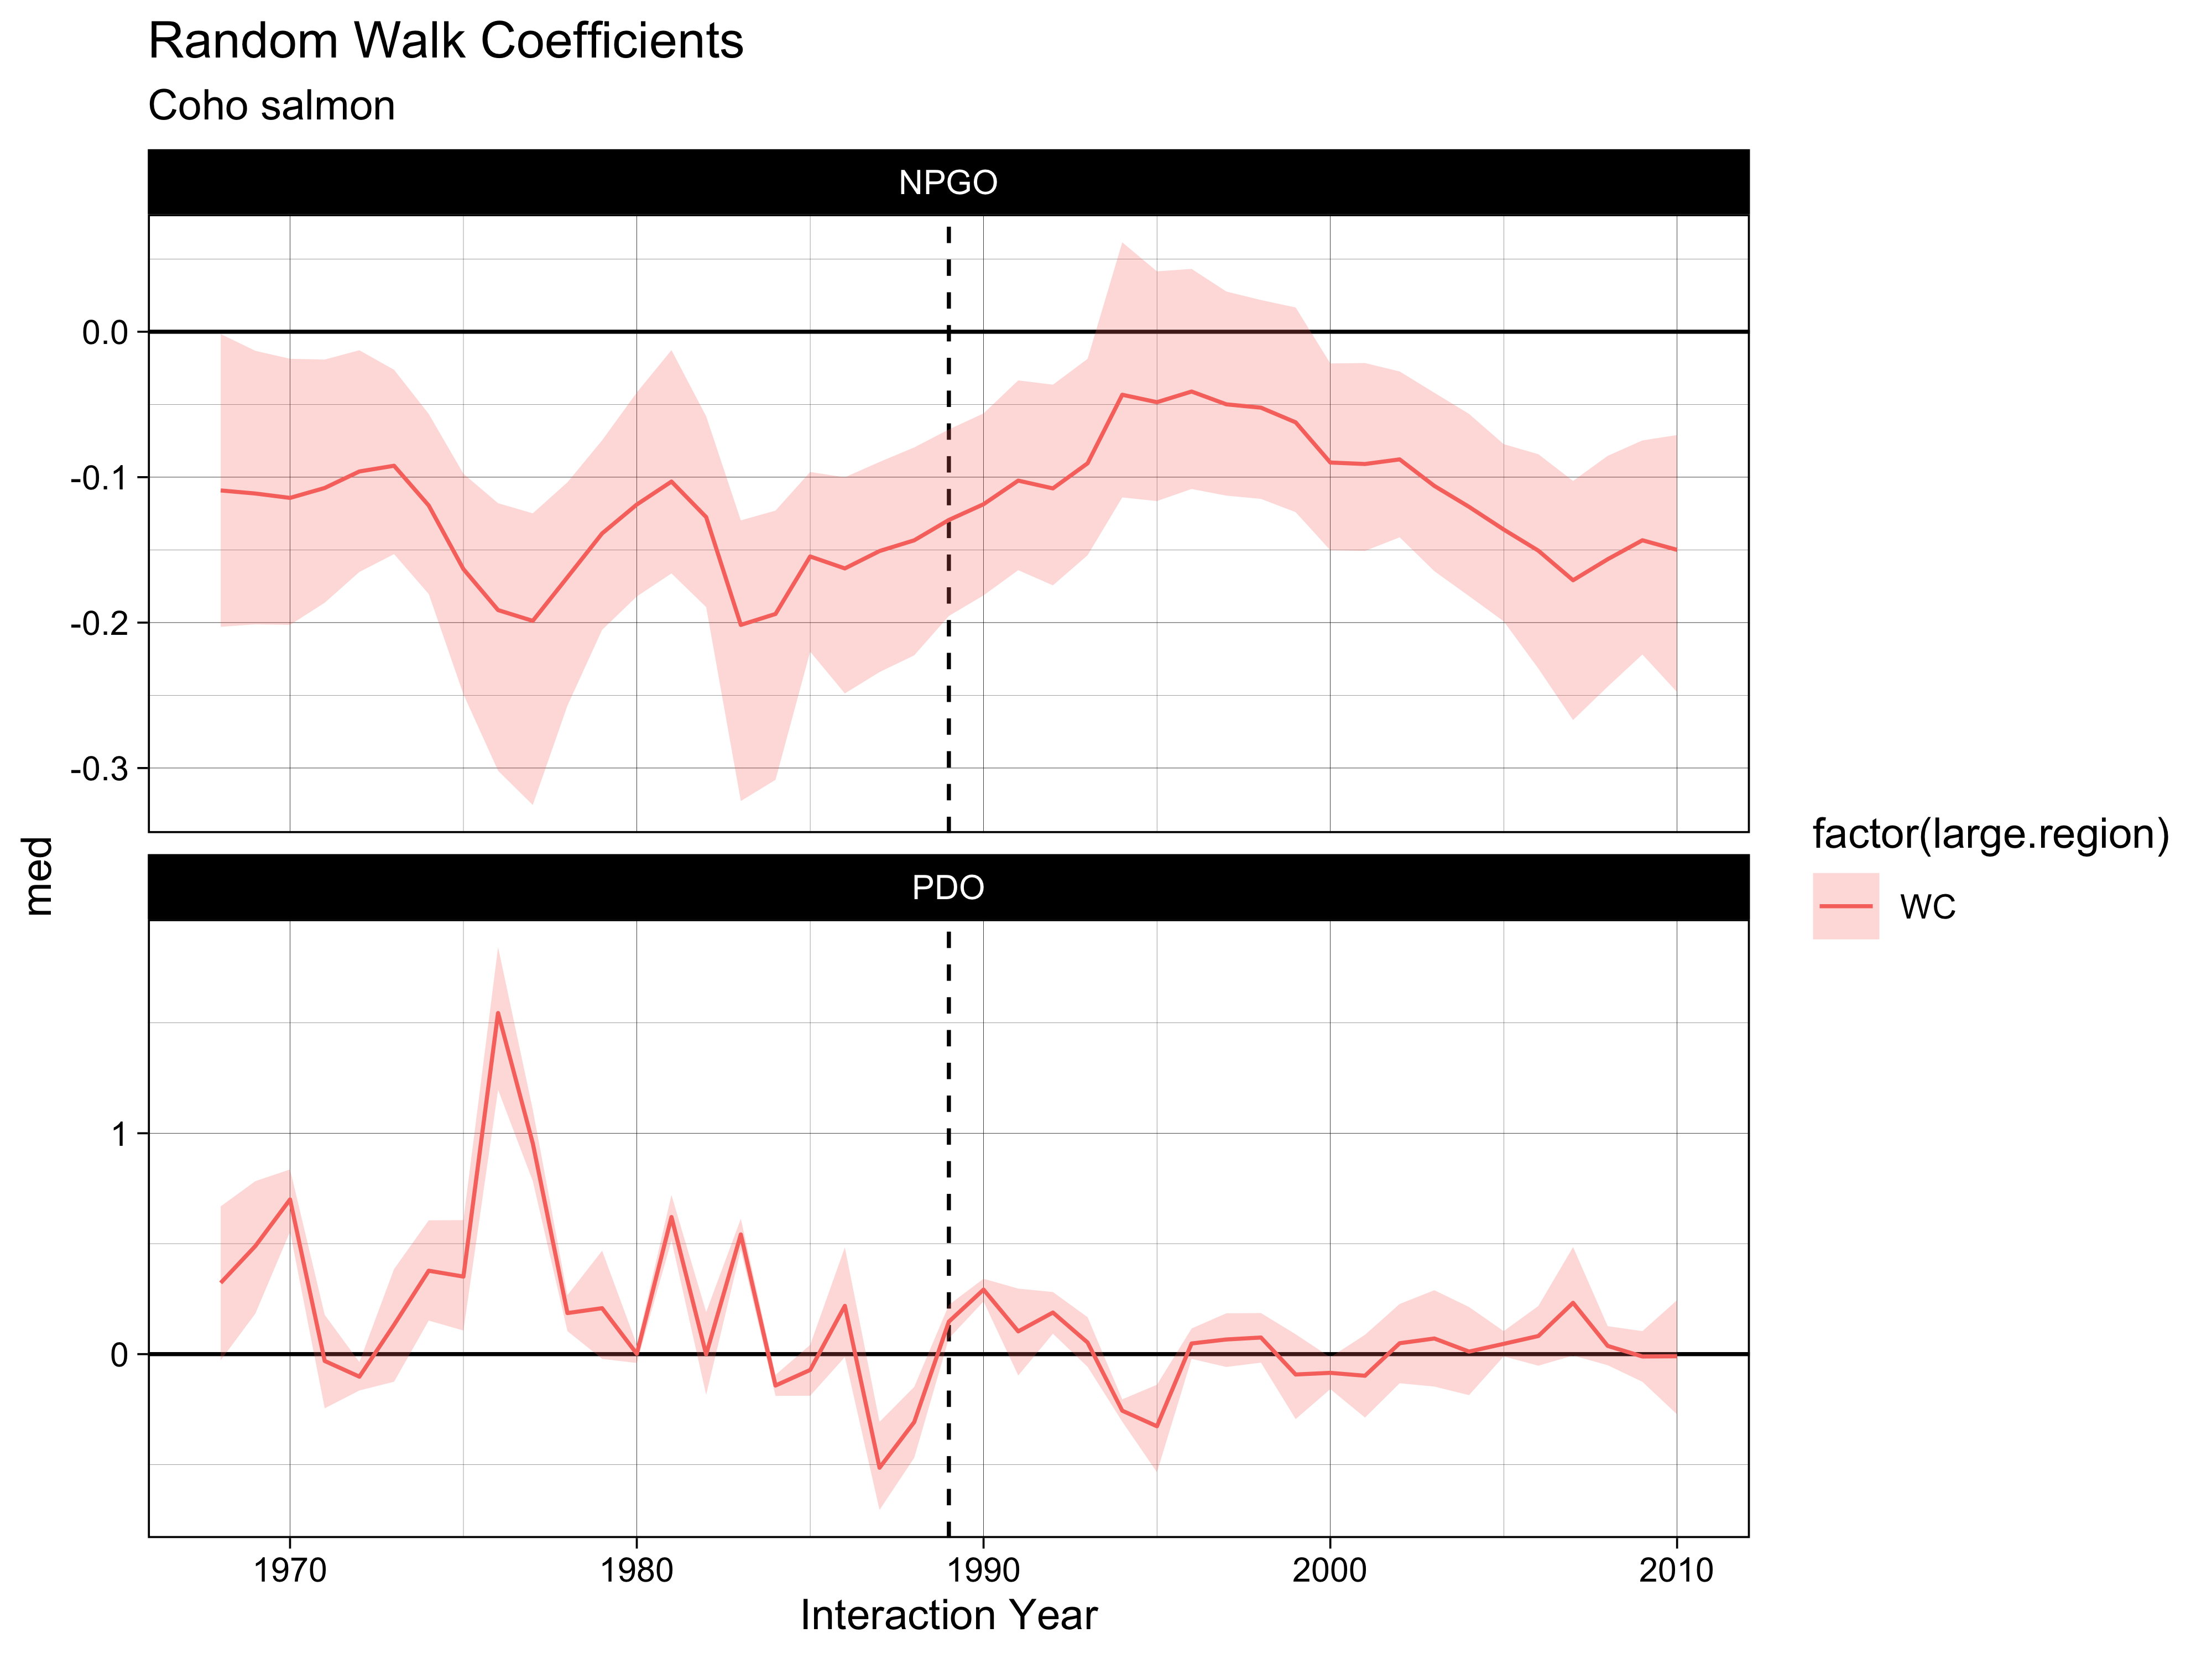 Random Walk Coefficients
Coho salmon
NPGO
0.0
-0.1
-0.2
-0.3
med
PDO
1
0
1970 1980 1990 2000 2010
Interaction Year
factor(large.region)
WC